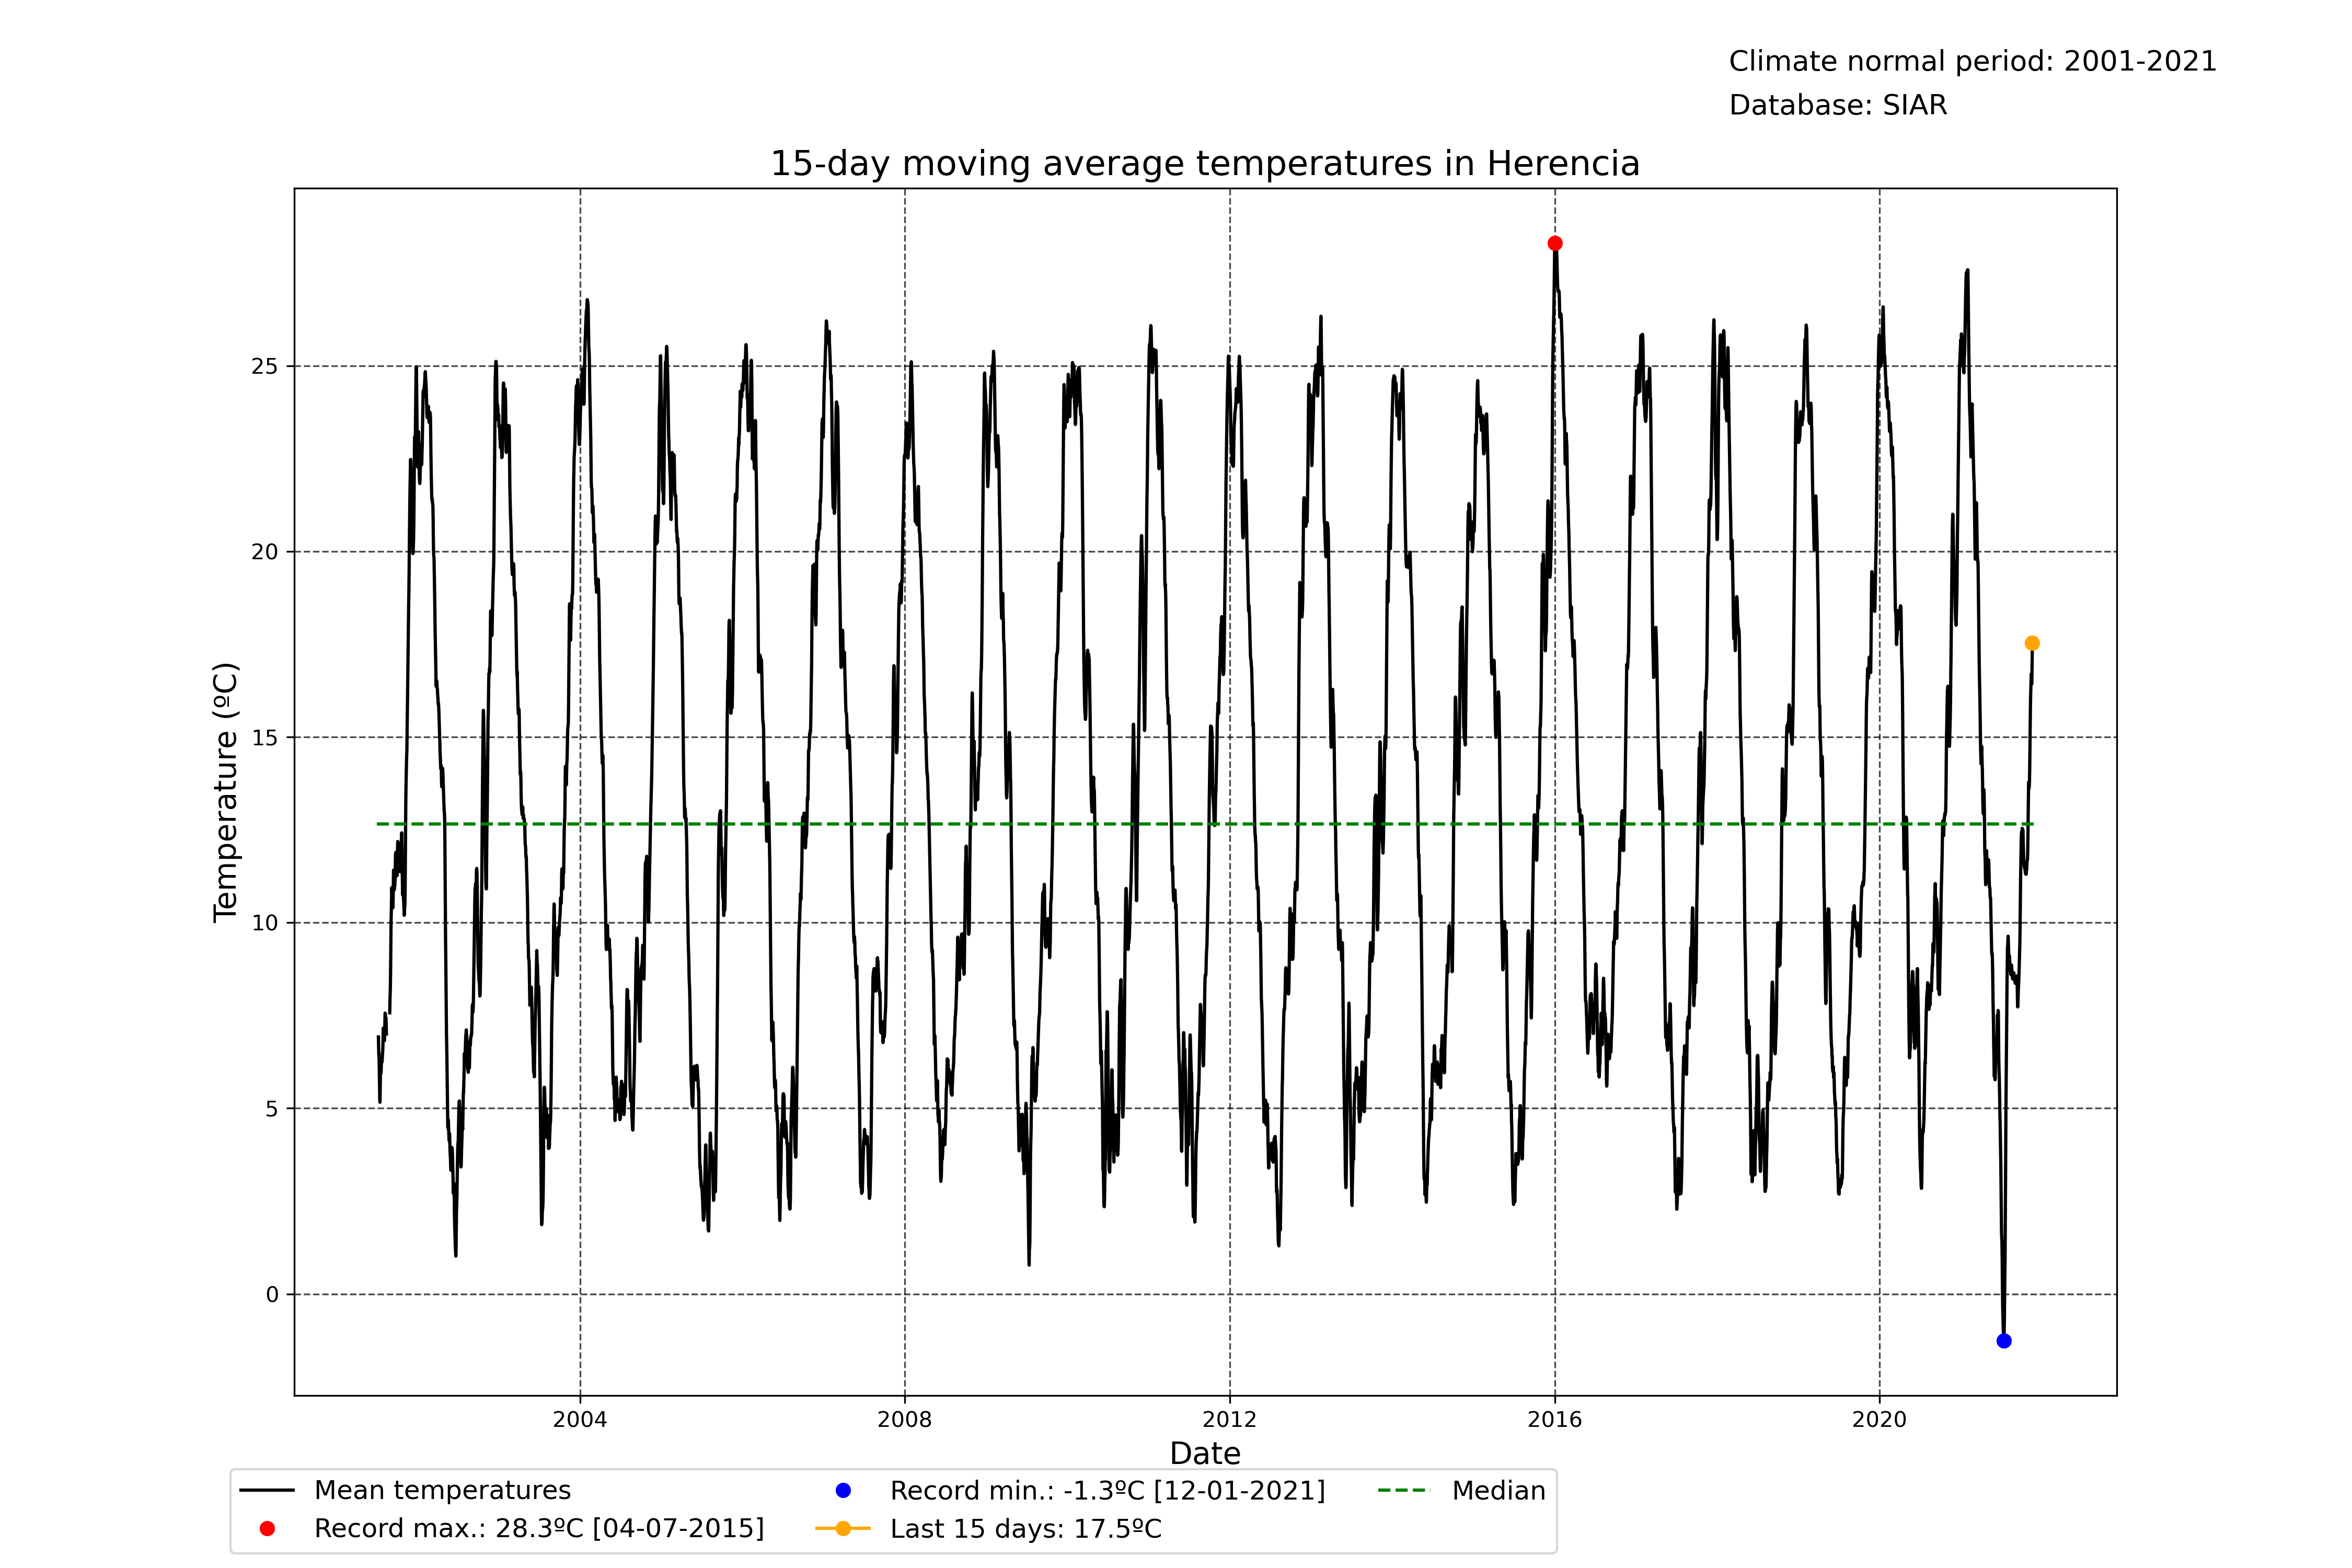 Climate normal period: 2001-2021
Database: SIAR
15-day moving average temperatures in Herencia
25
20
15
10
5
0
Temperature (ºC)
2004 2008 2012 2016 2020
Date
Mean temperatures
Record max.: 28.3ºC [04-07-2015]
Record min.: -1.3ºC [12-01-2021]
Last 15 days: 17.5ºC
Median